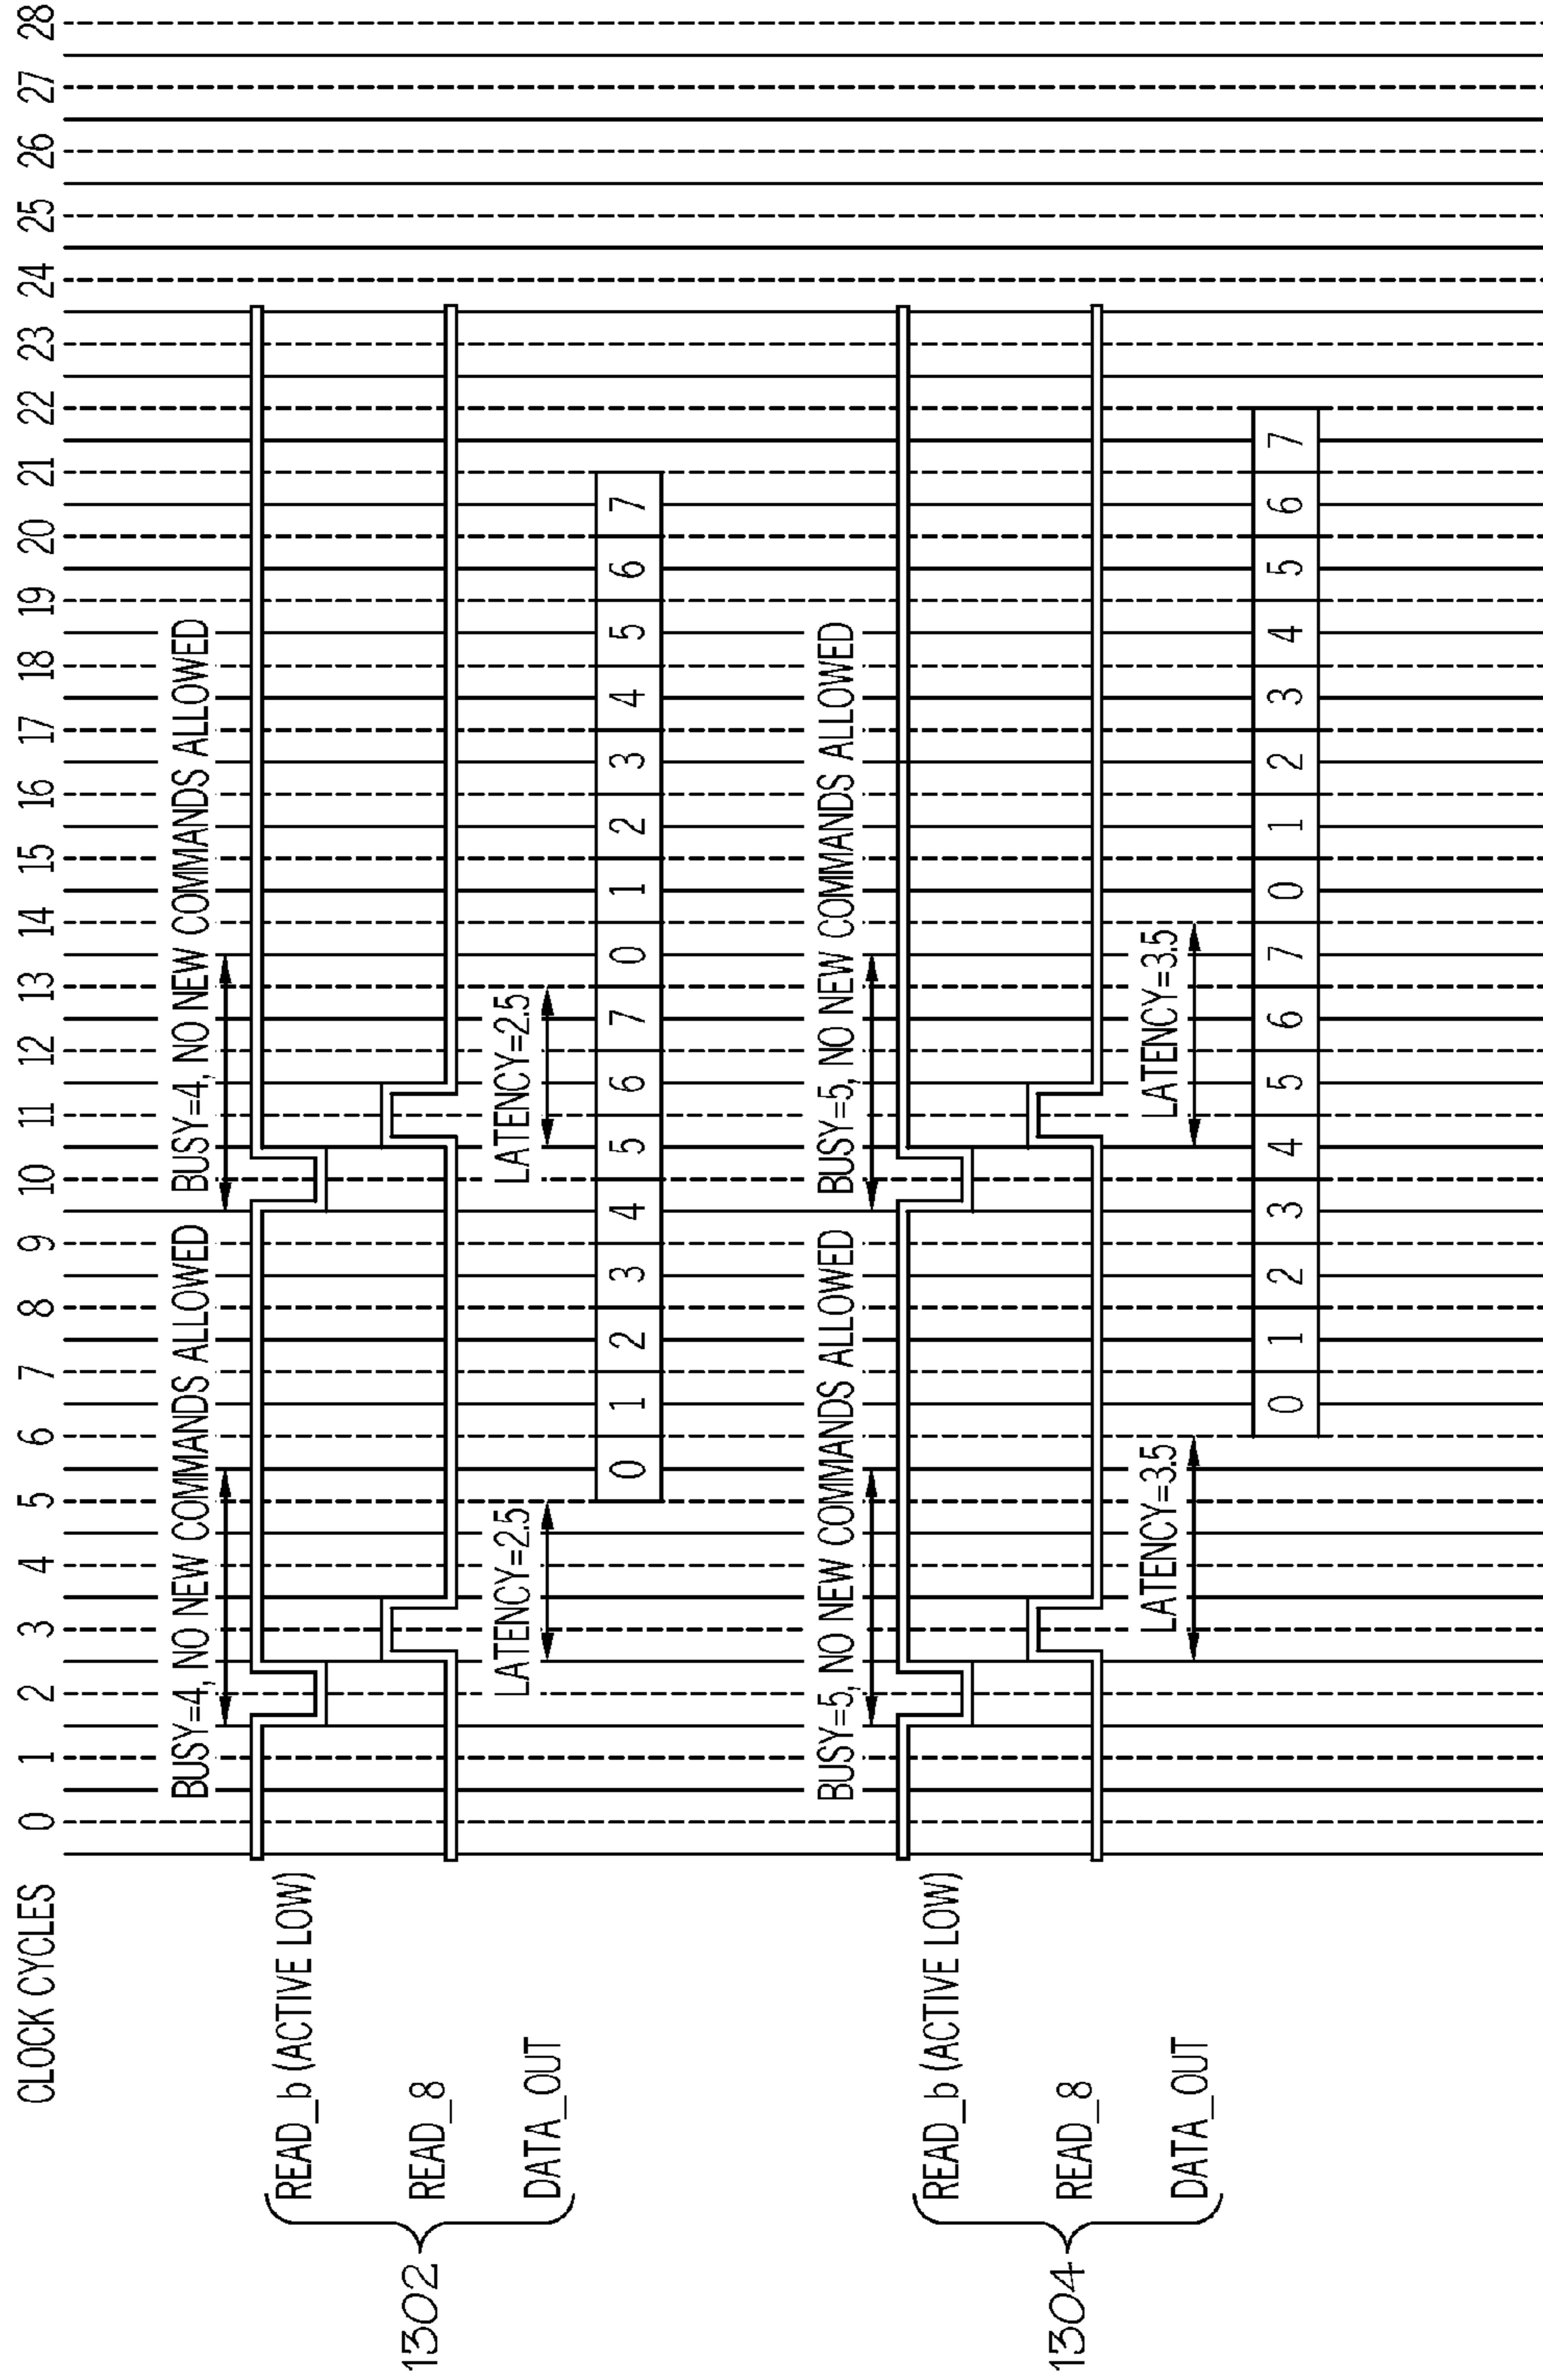 CLOCK CYCLES 0 1 2 3 4 5 6 7 8 9 10 11 12 13 14 15 16 17 18 19 20 21 22 23 24 25 26 27 28
BUSY=4, NO NEW COMMANDS ALLOWED BUSY=4, NO NEW COMMANDS ALLOWED
READ_b (ACTIVE LOW)
1302
READ_8
LATENCY=2.5 LATENCY=2.5
DATA_OUT
0 1 2 3 4 5 6 7 0 1 2 3 4 5 6 7
BUSY=5, NO NEW COMMANDS ALLOWED BUSY=5, NO NEW COMMANDS ALLOWED
READ_b (ACTIVE LOW)
1304
READ_8
LATENCY=3.5 LATENCY=3.5
DATA_OUT
0 1 2 3 4 5 6 7 0 1 2 3 4 5 6 7